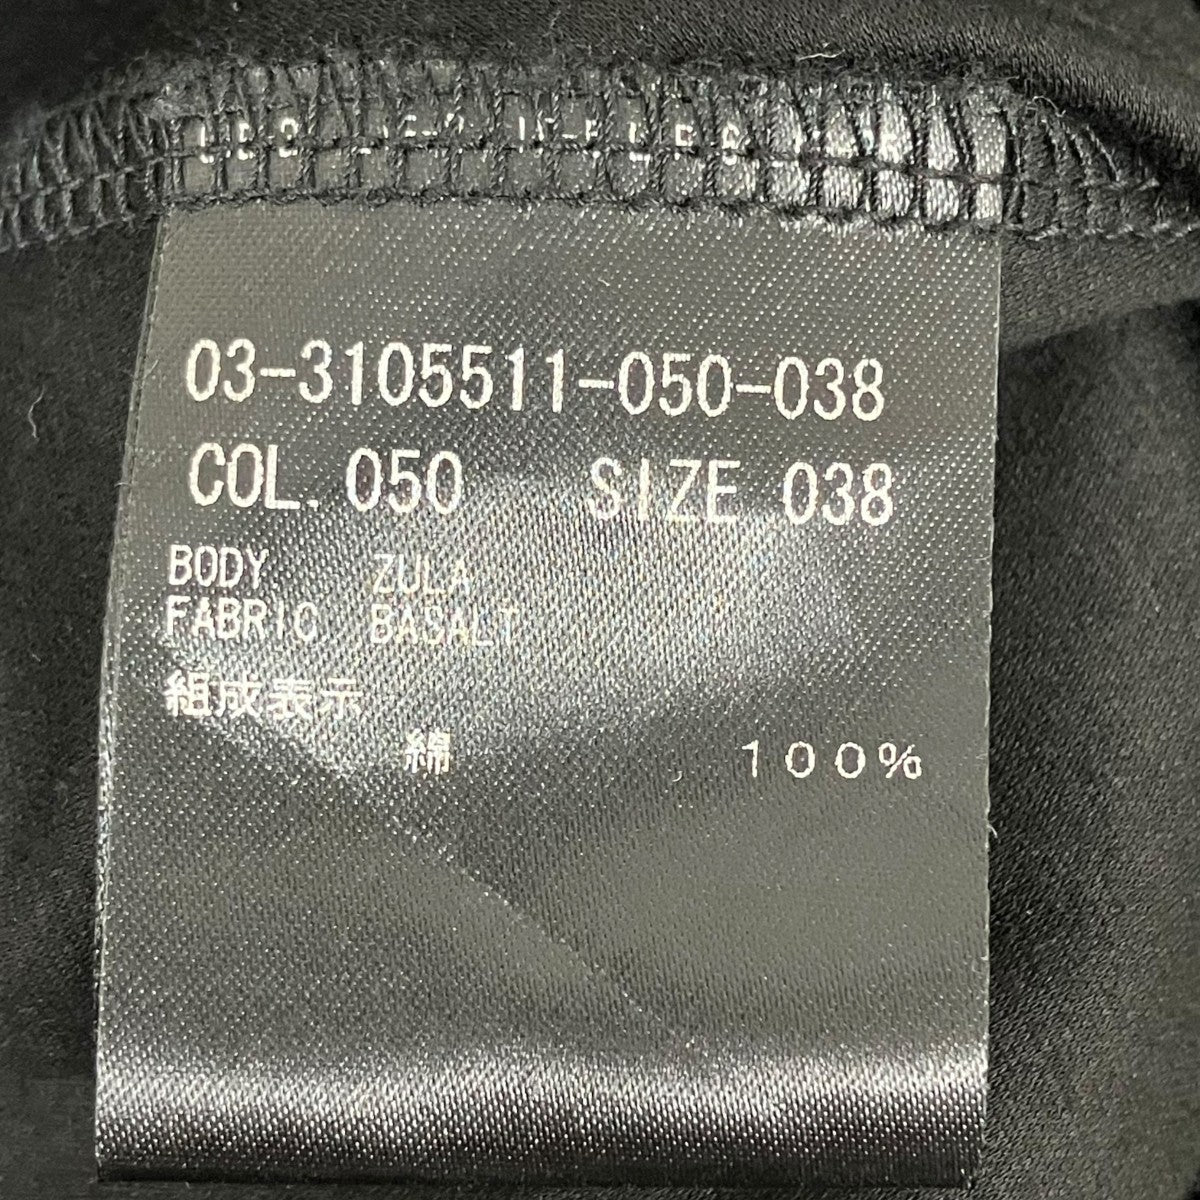 03-3105511-050-038
COL. 050 SIZE 038
BODY ZULA
FABRIC BASALT
組成表示
綿 100%